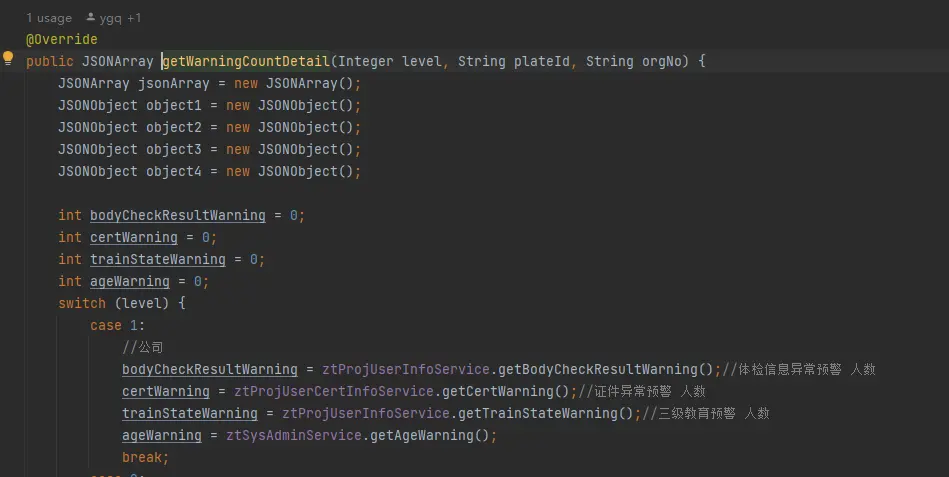 1 usage ygq +1
@Override
public JSONArray getWarningCountDetail(Integer level, String plateId, String orgNo) {
JSONArray jsonArray = new JSONArray();
JSONObject object1 = new JSONObject();
JSONObject object2 = new JSONObject();
JSONObject object3 = new JSONObject();
JSONObject object4 = new JSONObject();
int bodyCheckResultWarning = 0;
int certWarning = 0;
int trainStateWarning = 0;
int ageWarning = 0;
switch (level) {
case 1:
//公司
bodyCheckResultWarning = ztProjUserInfoService.getBodyCheckResultWarning();//体检信息异常预警 人数
certWarning = ztProjUserCertInfoService.getCertWarning();//证件异常预警 人数
trainStateWarning = ztProjUserInfoService.getTrainStateWarning();//三级教育预警 人数
ageWarning = ztSysAdminService.getAgeWarning();
break;